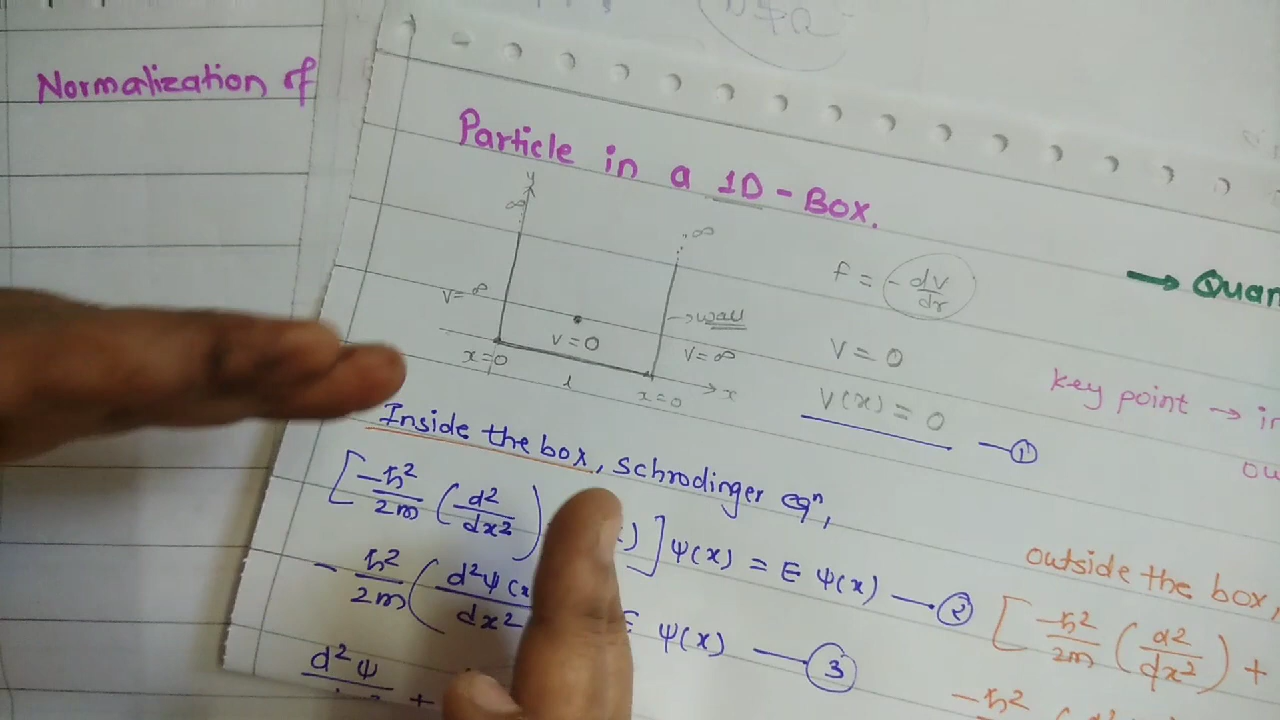 Normalization of
Particle in a 1D - Box.
y
∞
∞
V=∞
V=0
→ wall
V=∞
x=0
l
x=0
x
f = - dV/dr
V = 0
V(x) = 0 — ①
→ Quan
key point → in
ou
Inside the box, schrodinger eqⁿ,
[-ħ²/2m (d²/dx²) ) ] ψ(x) = E ψ(x) — ②
- ħ²/2m (d²ψ(x /dx² E ψ(x) — ③
d²ψ +
outside the box,
[-ħ²/2m (d²/dx²) +
-ħ²